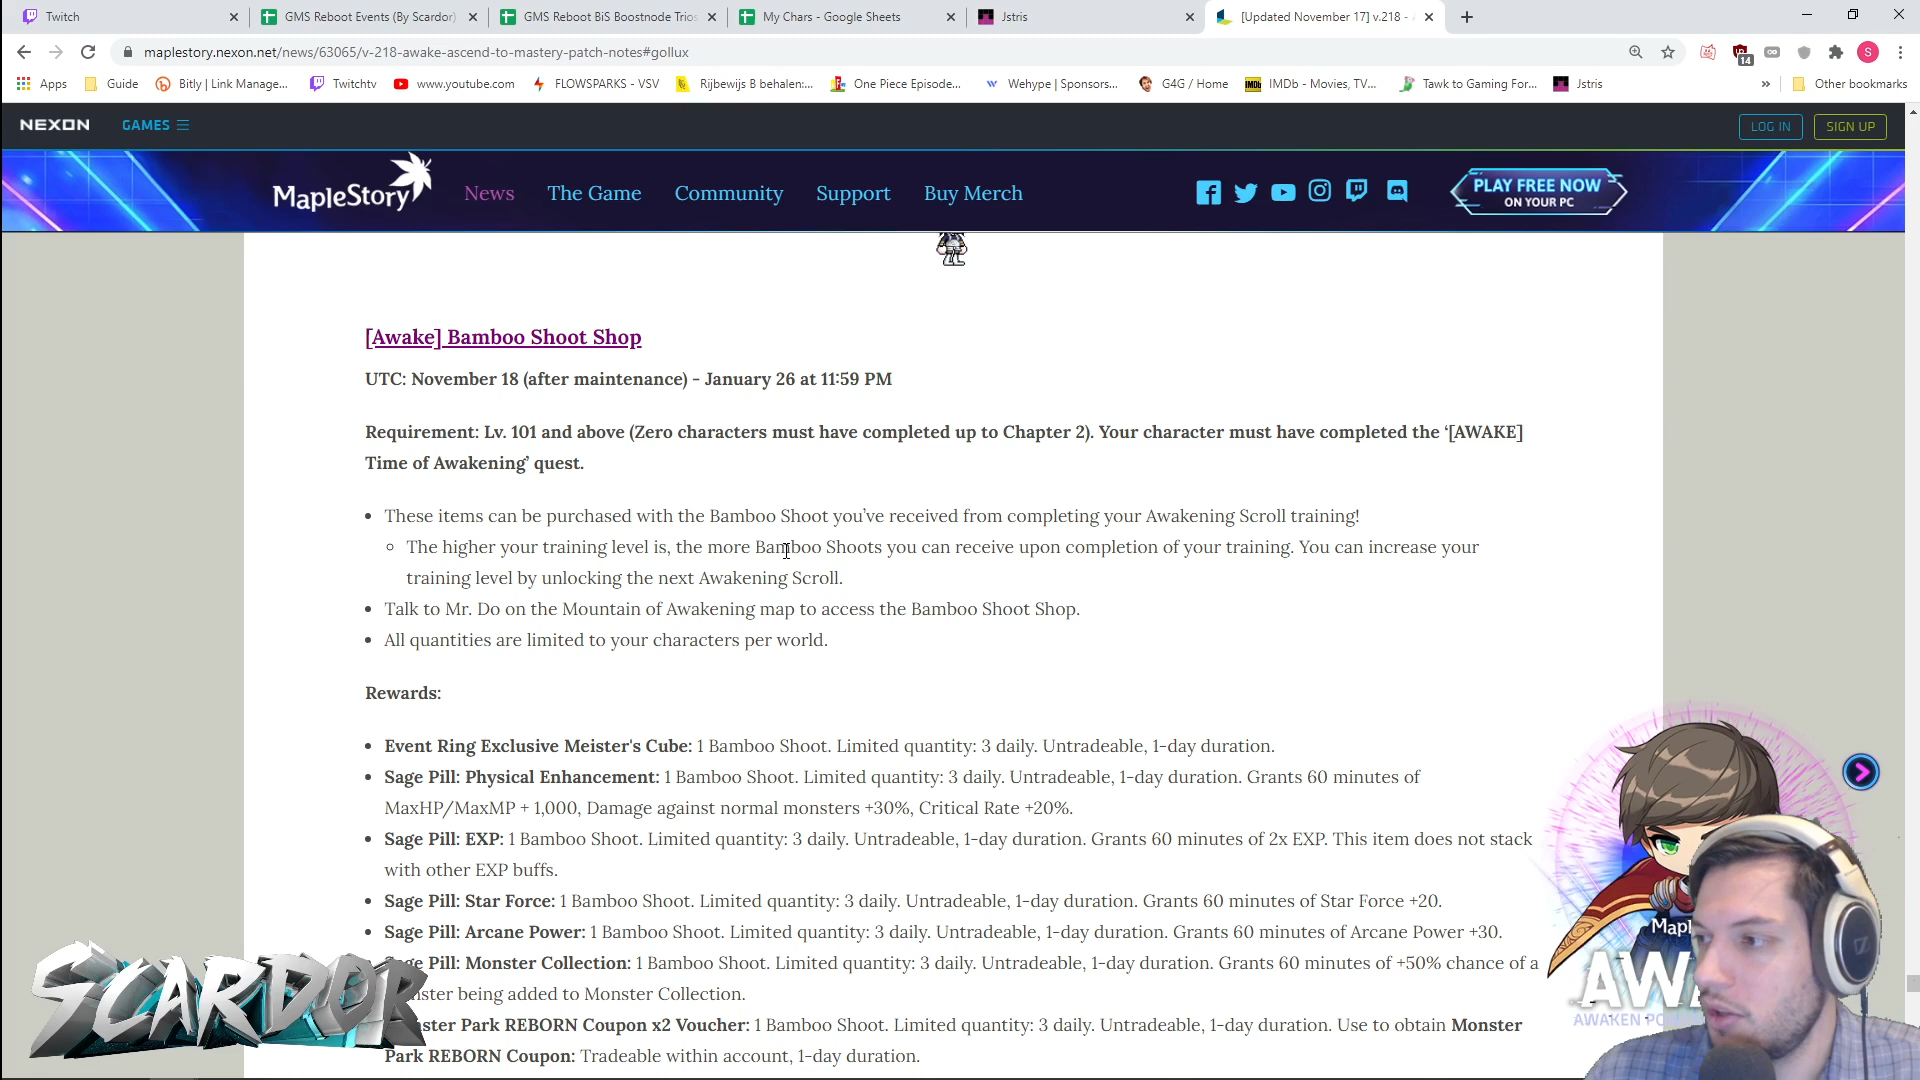 Twitch
GMS Reboot Events (By Scardor)
GMS Reboot BiS Boostnode Trios
My Chars - Google Sheets
Jstris
[Updated November 17] v.218 -
maplestory.nexon.net/news/63065/v-218-awake-ascend-to-mastery-patch-notes#gollux
14
S
Apps
Guide
Bitly | Link Manage...
Twitchtv
www.youtube.com
FLOWSPARKS - VSV
Rijbewijs B behalen:...
One Piece Episode...
Wehype | Sponsors...
G4G / Home
IMDb - Movies, TV...
Tawk to Gaming For...
Jstris
»
Other bookmarks
NEXON
GAMES
LOG IN
SIGN UP
MapleStory
News
The Game
Community
Support
Buy Merch
PLAY FREE NOW
ON YOUR PC
[Awake] Bamboo Shoot Shop
UTC: November 18 (after maintenance) - January 26 at 11:59 PM
Requirement: Lv. 101 and above (Zero characters must have completed up to Chapter 2). Your character must have completed the ‘[AWAKE]
Time of Awakening’ quest.
These items can be purchased with the Bamboo Shoot you’ve received from completing your Awakening Scroll training!
The higher your training level is, the more Bamboo Shoots you can receive upon completion of your training. You can increase your
training level by unlocking the next Awakening Scroll.
Talk to Mr. Do on the Mountain of Awakening map to access the Bamboo Shoot Shop.
All quantities are limited to your characters per world.
Rewards:
Event Ring Exclusive Meister's Cube: 1 Bamboo Shoot. Limited quantity: 3 daily. Untradeable, 1-day duration.
Sage Pill: Physical Enhancement: 1 Bamboo Shoot. Limited quantity: 3 daily. Untradeable, 1-day duration. Grants 60 minutes of
MaxHP/MaxMP + 1,000, Damage against normal monsters +30%, Critical Rate +20%.
Sage Pill: EXP: 1 Bamboo Shoot. Limited quantity: 3 daily. Untradeable, 1-day duration. Grants 60 minutes of 2x EXP. This item does not stack
with other EXP buffs.
Sage Pill: Star Force: 1 Bamboo Shoot. Limited quantity: 3 daily. Untradeable, 1-day duration. Grants 60 minutes of Star Force +20.
Sage Pill: Arcane Power: 1 Bamboo Shoot. Limited quantity: 3 daily. Untradeable, 1-day duration. Grants 60 minutes of Arcane Power +30.
Pill: Monster Collection: 1 Bamboo Shoot. Limited quantity: 3 daily. Untradeable, 1-day duration. Grants 60 minutes of +50% chance of a
being added to Monster Collection.
Park REBORN Coupon x2 Voucher: 1 Bamboo Shoot. Limited quantity: 3 daily. Untradeable, 1-day duration. Use to obtain Monster
Park REBORN Coupon: Tradeable within account, 1-day duration.
SCARDOR